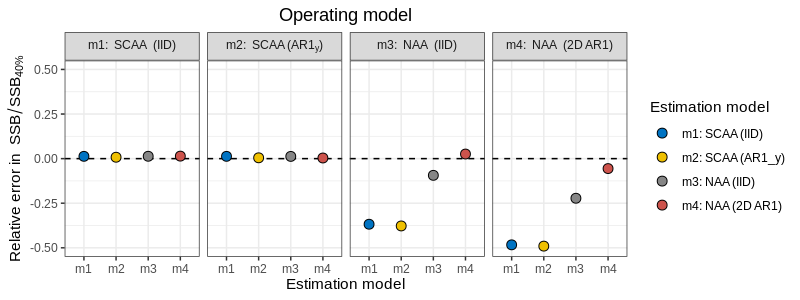 Operating model
m1: SCAA (IID)
m2: SCAA (AR1y)
m3: NAA (IID)
m4: NAA (2D AR1)
Relative error in SSB/SSB40%
0.50
0.25
0.00
-0.25
-0.50
m1 m2 m3 m4
m1 m2 m3 m4
m1 m2 m3 m4
m1 m2 m3 m4
Estimation model
Estimation model
m1: SCAA (IID)
m2: SCAA (AR1_y)
m3: NAA (IID)
m4: NAA (2D AR1)